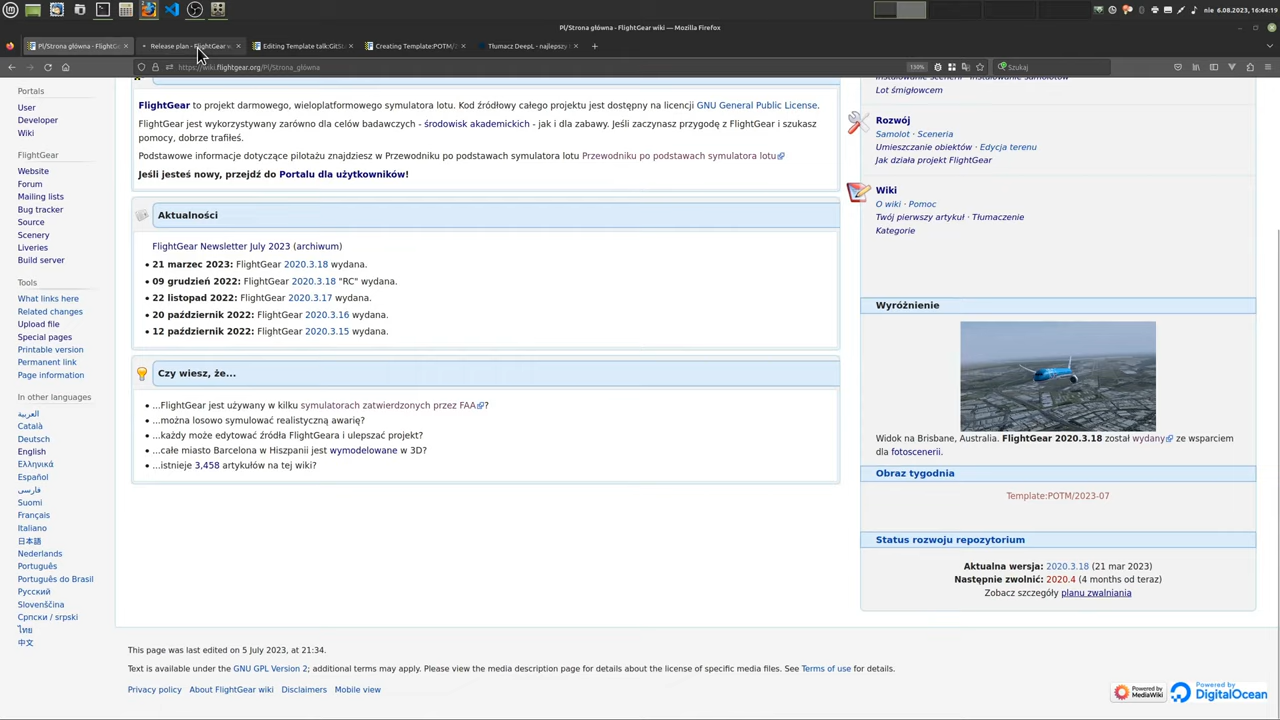 nie 6.08.2023, 16:44:19
Pl/Strona główna - FlightGear wiki — Mozilla Firefox
Pl/Strona główna - FlightGe
Release plan - FlightGear w
Editing Template talk:GitSt
Creating Template:POTM/2
Tłumacz DeepL - najlepszy
https://wiki.flightgear.org/Pl/Strona_główna
130%
Szukaj
Portals
User
Developer
Wiki
FlightGear
Website
Forum
Mailing lists
Bug tracker
Source
Scenery
Liveries
Build server
Tools
What links here
Related changes
Upload file
Special pages
Printable version
Permanent link
Page information
In other languages
العربية
Català
Deutsch
English
Ελληνικά
Español
فارسی
Suomi
Français
Italiano
日本語
Nederlands
Português
Português do Brasil
Русский
Slovenščina
Српски / srpski
ไทย
中文
FlightGear to projekt darmowego, wieloplatformowego symulatora lotu. Kod źródłowy całego projektu jest dostępny na licencji GNU General Public License.
FlightGear jest wykorzystywany zarówno dla celów badawczych - środowisk akademickich - jak i dla zabawy. Jeśli zaczynasz przygodę z FlightGear i szukasz
pomocy, dobrze trafiłeś.
Podstawowe informacje dotyczące pilotażu znajdziesz w Przewodniku po podstawach symulatora lotu Przewodniku po podstawach symulatora lotu
Jeśli jesteś nowy, przejdź do Portalu dla użytkowników!
Aktualności
FlightGear Newsletter July 2023 (archiwum)
• 21 marzec 2023: FlightGear 2020.3.18 wydana.
• 09 grudzień 2022: FlightGear 2020.3.18 "RC" wydana.
• 22 listopad 2022: FlightGear 2020.3.17 wydana.
• 20 październik 2022: FlightGear 2020.3.16 wydana.
• 12 październik 2022: FlightGear 2020.3.15 wydana.
Czy wiesz, że...
• ...FlightGear jest używany w kilku symulatorach zatwierdzonych przez FAA?
• ...można losowo symulować realistyczną awarię?
• ...każdy może edytować źródła FlightGeara i ulepszać projekt?
• ...całe miasto Barcelona w Hiszpanii jest wymodelowane w 3D?
• ...istnieje 3,458 artykułów na tej wiki?
Instalowanie scenerii · Instalowanie samolotów
Lot śmigłowcem
Rozwój
Samolot · Sceneria
Umieszczanie obiektów · Edycja terenu
Jak działa projekt FlightGear
Wiki
O wiki · Pomoc
Twój pierwszy artykuł · Tłumaczenie
Kategorie
Wyróżnienie
Widok na Brisbane, Australia. FlightGear 2020.3.18 został wydany ze wsparciem
dla fotoscenerii.
Obraz tygodnia
Template:POTM/2023-07
Status rozwoju repozytorium
Aktualna wersja: 2020.3.18 (21 mar 2023)
Następnie zwolnić: 2020.4 (4 months od teraz)
Zobacz szczegóły planu zwalniania
This page was last edited on 5 July 2023, at 21:34.
Text is available under the GNU GPL Version 2; additional terms may apply. Please view the media description page for details about the license of specific media files. See Terms of use for details.
Privacy policy
About FlightGear wiki
Disclaimers
Mobile view
Powered by
MediaWiki
Powered by
DigitalOcean